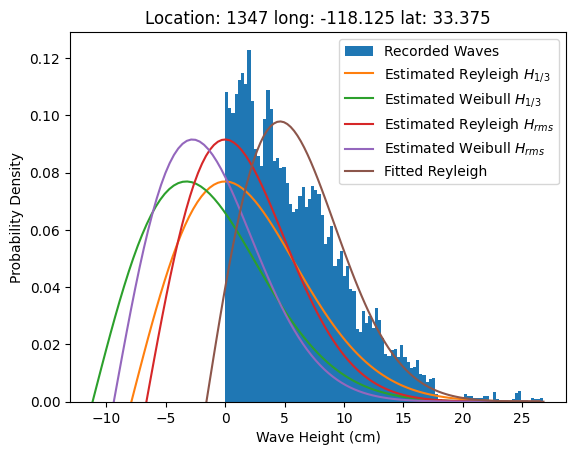 Location: 1347 long: -118.125 lat: 33.375
Recorded Waves
Estimated Reyleigh H1/3
Estimated Weibull H1/3
Estimated Reyleigh Hrms
Estimated Weibull Hrms
Fitted Reyleigh
Probability Density
0.12
0.10
0.08
0.06
0.04
0.02
0.00
−10 −5 0 5 10 15 20 25
Wave Height (cm)